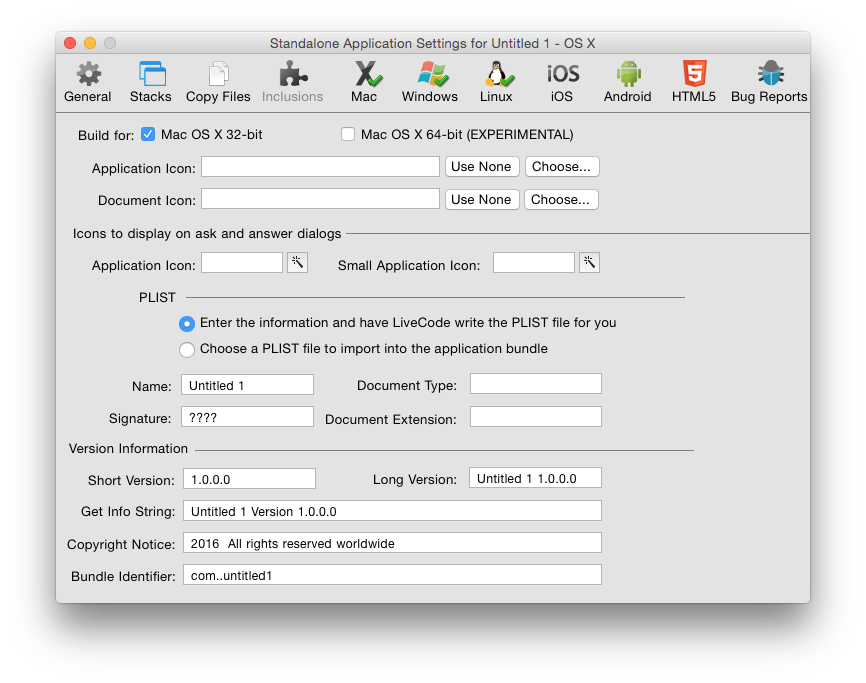 Standalone Application Settings for Untitled 1 - OS X
General Stacks Copy Files Inclusions Mac Windows Linux iOS iOS Android 5 HTML5 Bug Reports
Build for: Mac OS X 32-bit Mac OS X 64-bit (EXPERIMENTAL)
Application Icon: Use None Choose...
Document Icon: Use None Choose...
Icons to display on ask and answer dialogs
Application Icon: Small Application Icon:
PLIST
Enter the information and have LiveCode write the PLIST file for you
Choose a PLIST file to import into the application bundle
Name: Untitled 1 Document Type:
Signature: ???? Document Extension:
Version Information
Short Version: 1.0.0.0 Long Version: Untitled 1 1.0.0.0
Get Info String: Untitled 1 Version 1.0.0.0
Copyright Notice: 2016  All rights reserved worldwide
Bundle Identifier: com..untitled1